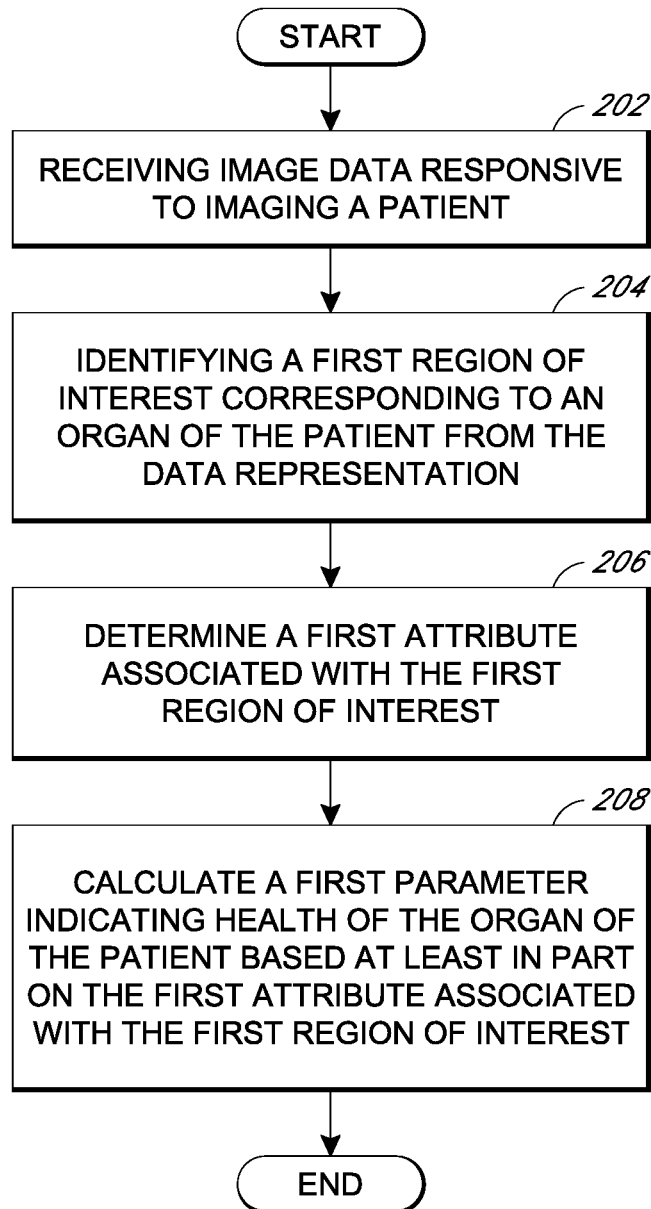 START
202
RECEIVING IMAGE DATA RESPONSIVE
TO IMAGING A PATIENT
204
IDENTIFYING A FIRST REGION OF
INTEREST CORRESPONDING TO AN
ORGAN OF THE PATIENT FROM THE
DATA REPRESENTATION
206
DETERMINE A FIRST ATTRIBUTE
ASSOCIATED WITH THE FIRST
REGION OF INTEREST
208
CALCULATE A FIRST PARAMETER
INDICATING HEALTH OF THE ORGAN OF
THE PATIENT BASED AT LEAST IN PART
ON THE FIRST ATTRIBUTE ASSOCIATED
WITH THE FIRST REGION OF INTEREST
END